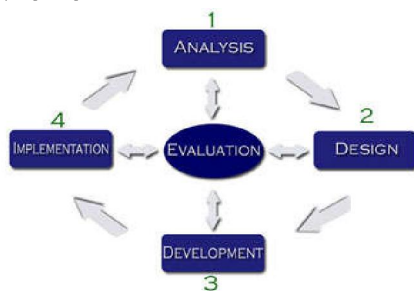 1
ANALYSIS
2
DESIGN
3
DEVELOPMENT
4
IMPLEMENTATION
EVALUATION